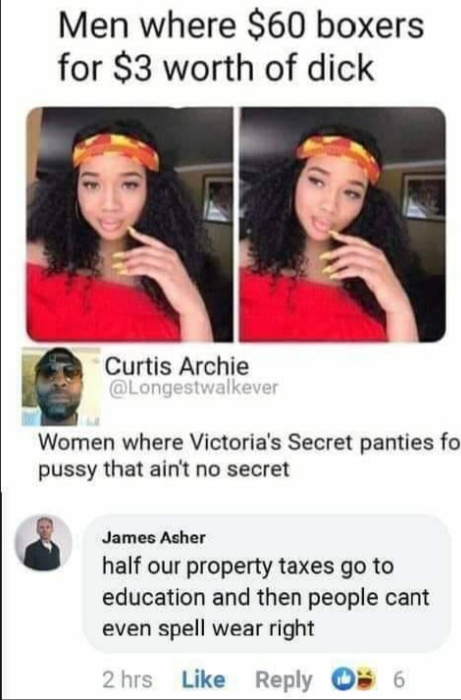 Men where $60 boxers
for $3 worth of dick
Curtis Archie
@Longestwalkever
Women where Victoria's Secret panties fo
pussy that ain't no secret
James Asher
half our property taxes go to
education and then people cant
even spell wear right
2 hrs Like Reply 6